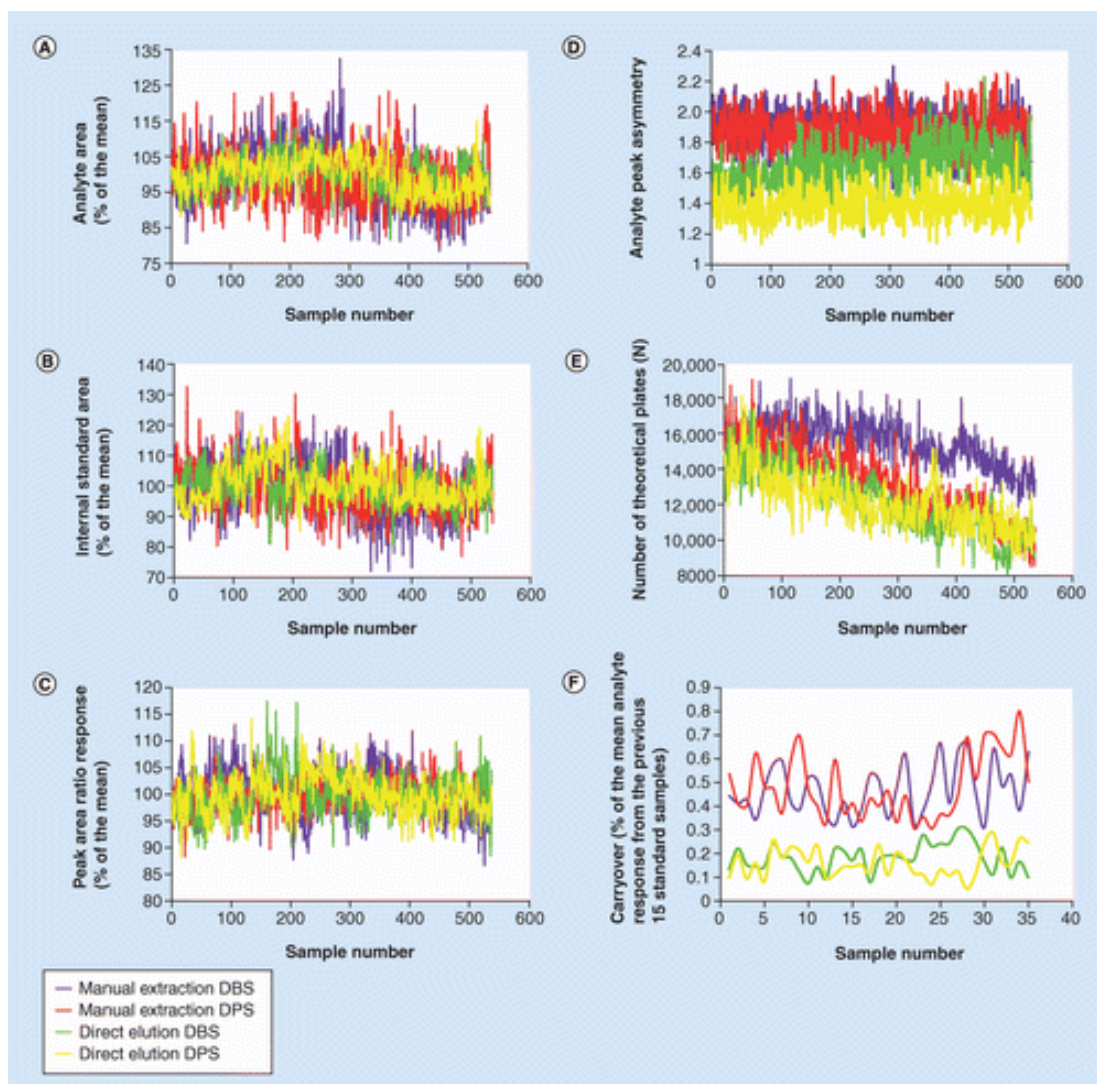 A
Analyte area
(% of the mean)
135
125
115
105
95
85
75
0 100 200 300 400 500 600
Sample number
B
Internal standard area
(% of the mean)
140
130
120
110
100
90
80
70
0 100 200 300 400 500 600
Sample number
C
Peak area ratio response
(% of the mean)
120
115
110
105
100
95
90
85
80
0 100 200 300 400 500 600
Sample number
D
Analyte peak asymmetry
2.4
2.2
2.0
1.8
1.6
1.4
1.2
1
0 100 200 300 400 500 600
Sample number
E
Number of theoretical plates (N)
20,000
18,000
16,000
14,000
12,000
10,000
8000
0 100 200 300 400 500 600
Sample number
F
Carryover (% of the mean analyte
response from the previous
15 standard samples)
0.9
0.8
0.7
0.6
0.5
0.4
0.3
0.2
0.1
0
0 5 10 15 20 25 30 35 40
Sample number
Manual extraction DBS
Manual extraction DPS
Direct elution DBS
Direct elution DPS